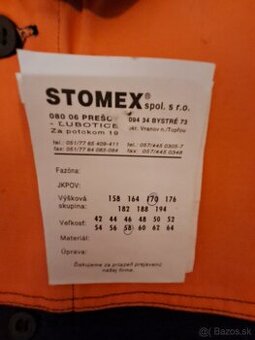 STOMEX® spol. s r.o.
080 06 PREŠOV 094 34 BYSTRÉ 73
- ĽUBOTICE okr. Vranov n./Topľou
Za potokom 19
tel.: 051/77 65 409-411 tel.: 057/445 0305-7
fax: 051/77 64 083-084 fax: 057/445 0348
Fazóna:
JKPOV:
Výšková 158 164 170 176
skupina: 182 188 194
Veľkosť: 42 44 46 48 50 52
54 56 58 60 62 64
Materiál:
Úprava:
Ďakujeme za priazeň prejavenú
našej firme.
Bazos.sk